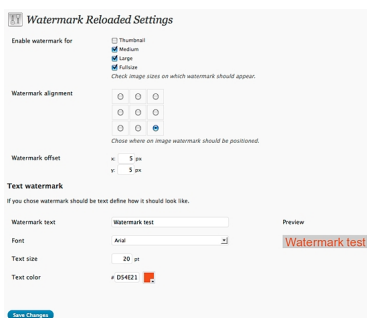 Watermark Reloaded Settings
Enable watermark for
Thumbnail
Medium
Large
Fullsize
Check image sizes on which watermark should appear.
Watermark alignment
Chose where on image watermark should be positioned.
Watermark offset
x: 5 px
y: 5 px
Text watermark
If you chose watermark should be text define how it should look like.
Watermark text Watermark test Preview
Font Arial Watermark test
Text size 20 pt
Text color # D54E21
Save Changes